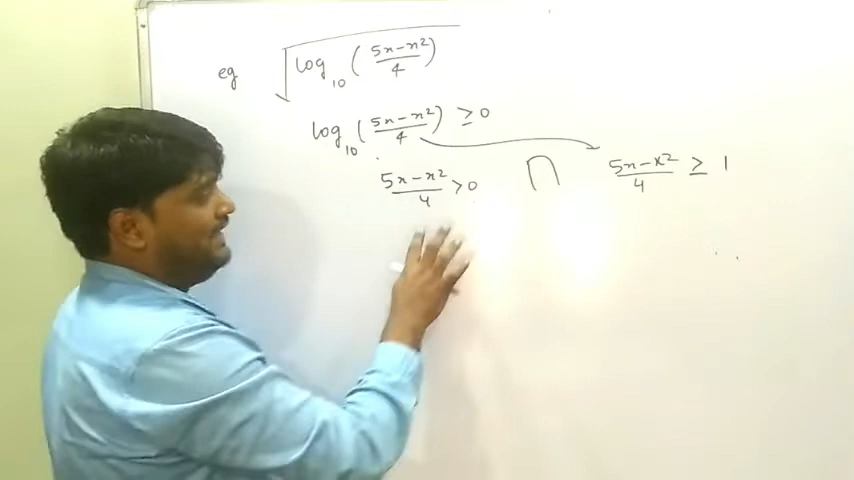 eg √log₁₀((5x-x²)/4)
log₁₀((5x-x²)/4) ≥ 0
(5x-x²)/4 > 0 ∩ (5x-x²)/4 ≥ 1